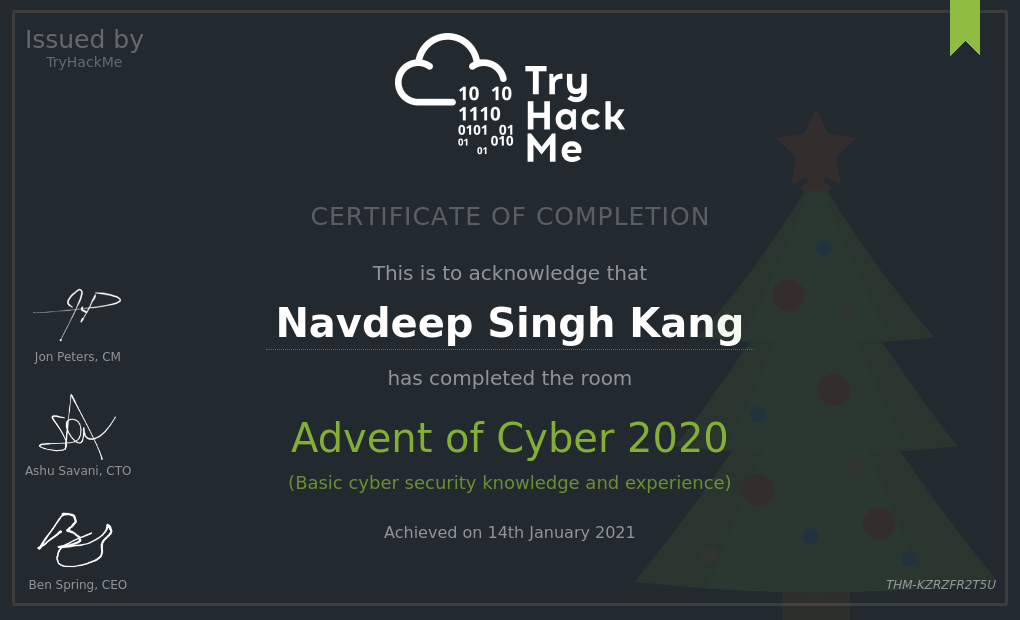 Issued by
TryHackMe
10 10
1110
0101 01
01 010
01
Try
Hack
Me
CERTIFICATE OF COMPLETION
This is to acknowledge that
Navdeep Singh Kang
has completed the room
Advent of Cyber 2020
(Basic cyber security knowledge and experience)
Achieved on 14th January 2021
Jon Peters, CM
Ashu Savani, CTO
Ben Spring, CEO
THM-KZRZFR2T5U